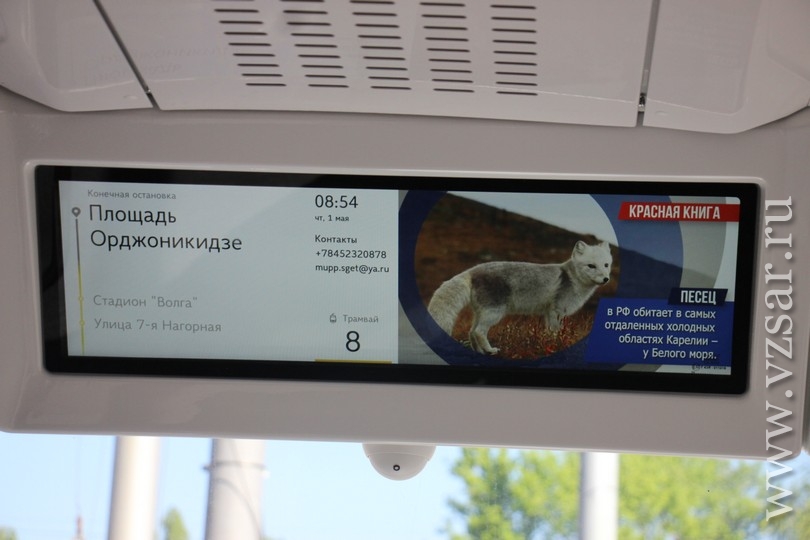 Конечная остановка
Площадь
Орджоникидзе
Стадион "Волга"
Улица 7-я Нагорная
08:54
чт, 1 мая
Контакты
+78452320878
mupp.sget@ya.ru
Трамвай
8
КРАСНАЯ КНИГА
ПЕСЕЦ
в РФ обитает в самых
отдаленных холодных
областях Карелии –
у Белого моря.
www.vzsar.ru